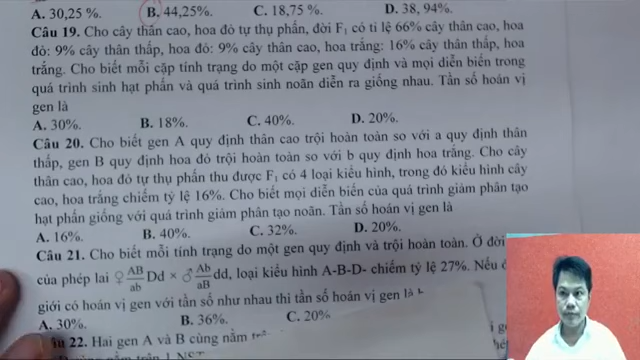 A. 30,25 %. B. 44,25%. C. 18,75 %. D. 38, 94%.
Câu 19. Cho cây thân cao, hoa đỏ tự thụ phấn, đời F₁ có tỉ lệ 66% cây thân cao, hoa
đỏ: 9% cây thân thấp, hoa đỏ: 9% cây thân cao, hoa trắng: 16% cây thân thấp, hoa
trắng. Cho biết mỗi cặp tính trạng do một cặp gen quy định và mọi diễn biến trong
quá trình sinh hạt phấn và quá trình sinh noãn diễn ra giống nhau. Tần số hoán vị
gen là
A. 30%. B. 18%. C. 40%. D. 20%.
Câu 20. Cho biết gen A quy định thân cao trội hoàn toàn so với a quy định thân
thấp, gen B quy định hoa đỏ trội hoàn toàn so với b quy định hoa trắng. Cho cây
thân cao, hoa đỏ tự thụ phấn thu được F₁ có 4 loại kiểu hình, trong đó kiểu hình cây
cao, hoa trắng chiếm tỷ lệ 16%. Cho biết mọi diễn biến của quá trình giảm phân tạo
hạt phấn giống với quá trình giảm phân tạo noãn. Tần số hoán vị gen là
A. 16%. B. 40%. C. 32%. D. 20%.
Câu 21. Cho biết mỗi tính trạng do một gen quy định và trội hoàn toàn. Ở đời
của phép lai ♀ AB/ab Dd × ♂ Ab/aB dd, loại kiểu hình A-B-D- chiếm tỷ lệ 27%. Nếu
giới có hoán vị gen với tần số như nhau thì tần số hoán vị gen là
A. 30%. B. 36%. C. 20%
22. Hai gen A và B cùng nằm